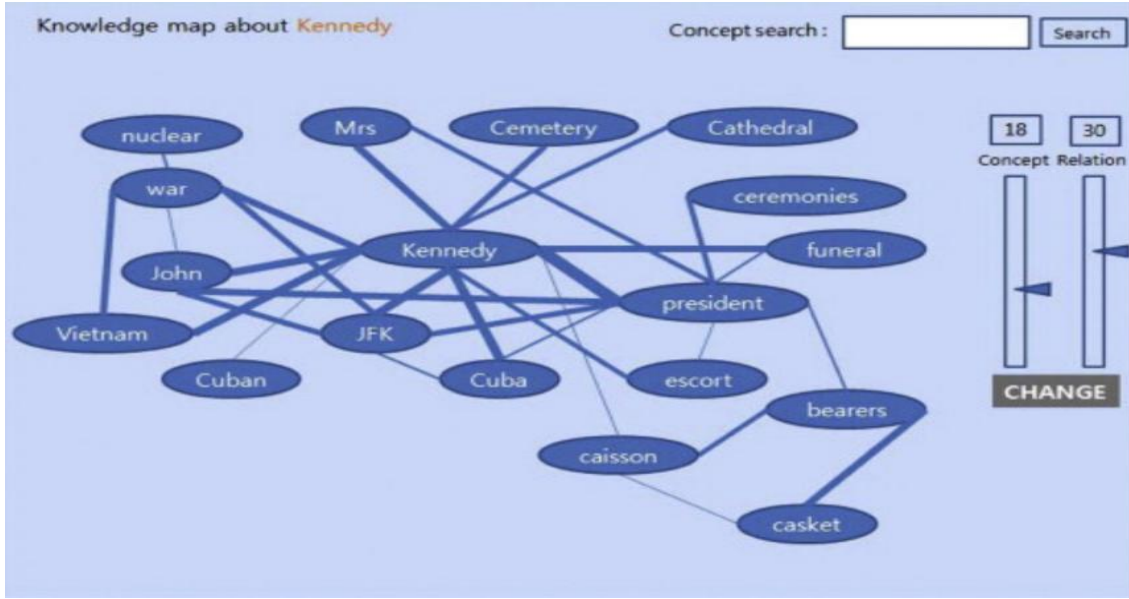 Knowledge map about Kennedy
Concept search :
Search
nuclear
Mrs
Cemetery
Cathedral
18
30
Concept
Relation
war
ceremonies
Kennedy
funeral
John
president
Vietnam
JFK
Cuban
Cuba
escort
CHANGE
bearers
caisson
casket